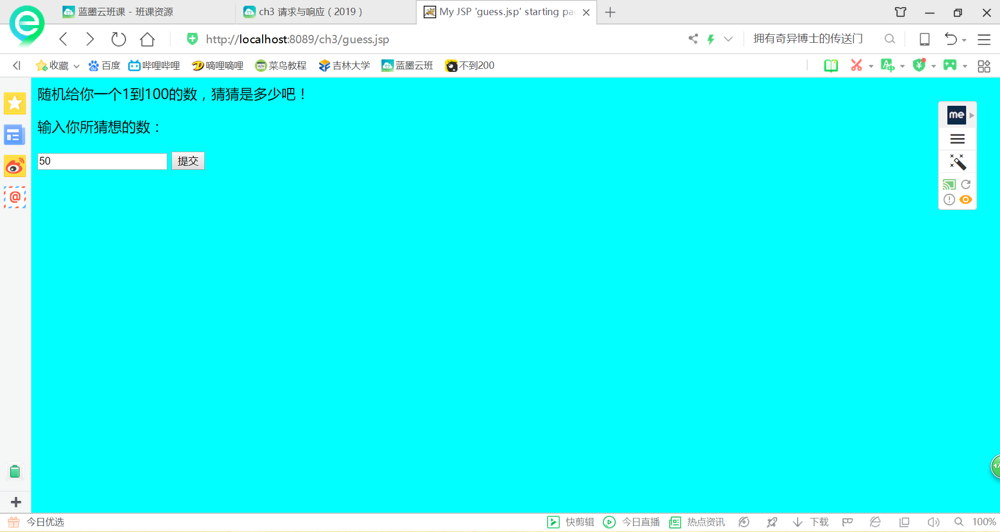 蓝墨云班课 - 班课资源
ch3 请求与响应（2019）
My JSP 'guess.jsp' starting pa
http://localhost:8089/ch3/guess.jsp
拥有奇异博士的传送门
收藏
百度
哔哩哔哩
嘀哩嘀哩
菜鸟教程
吉林大学
蓝墨云班
不到200
随机给你一个1到100的数，猜猜是多少吧！
输入你所猜想的数：
50
提交
me
47
今日优选
快剪辑
今日直播
热点资讯
下载
100%